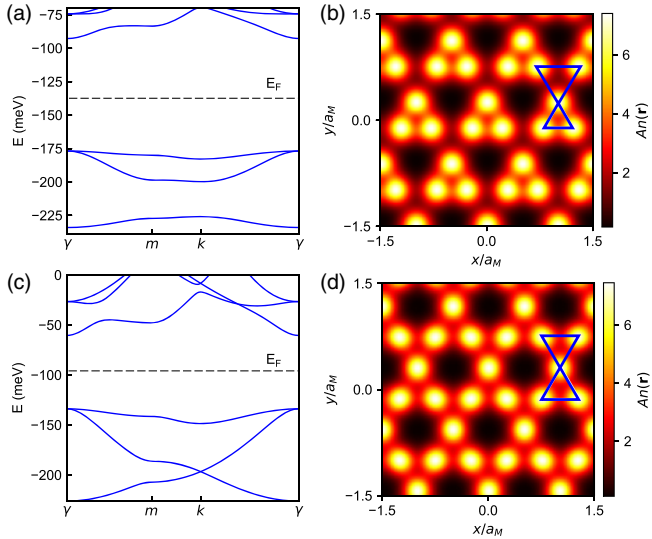 (a)
E (meV)
−75
−100
−125
−150
−175
−200
−225
E_F
γ m k γ
(b)
y/a_M
1.5
0.0
−1.5
−1.5 0.0 1.5
x/a_M
6
4
2
An(r)
(c)
E (meV)
0
−50
−100
−150
−200
E_F
γ m k γ
(d)
y/a_M
1.5
0.0
−1.5
−1.5 0.0 1.5
x/a_M
6
4
2
An(r)